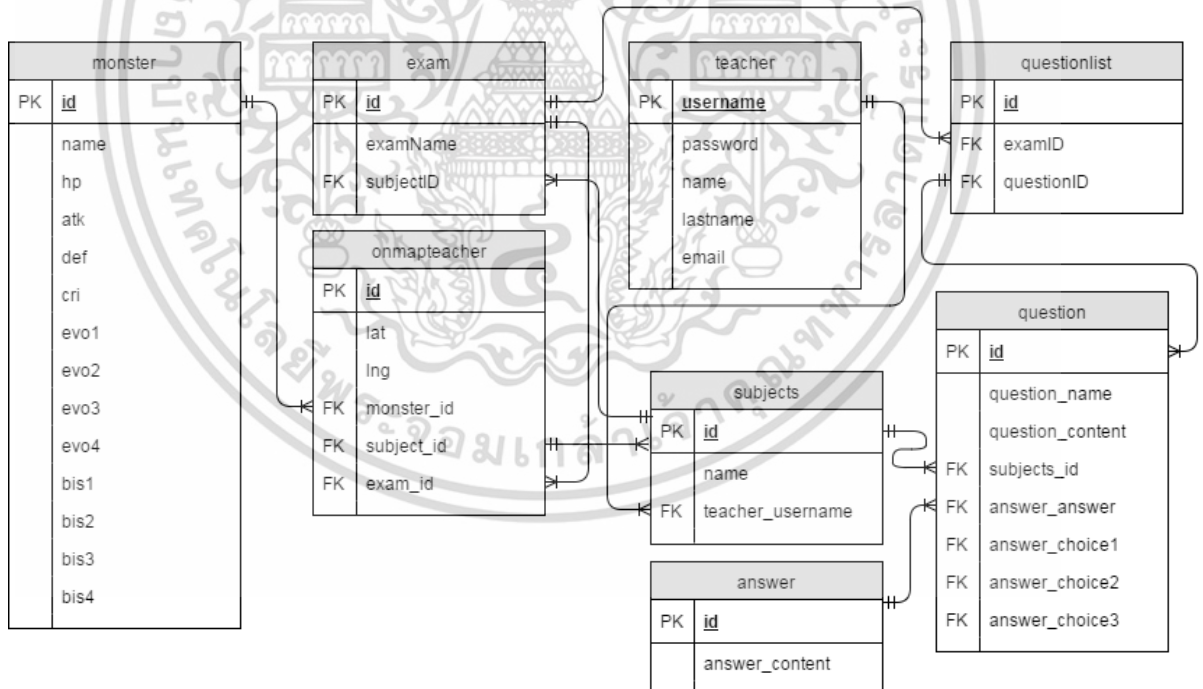 monster
PK id
name
hp
atk
def
cri
evo1
evo2
evo3
evo4
bis1
bis2
bis3
bis4
exam
PK id
examName
FK subjectID
onmapteacher
PK id
lat
lng
FK monster_id
FK subject_id
FK exam_id
teacher
PK username
password
name
lastname
email
subjects
PK id
name
FK teacher_username
answer
PK id
answer_content
questionlist
PK id
FK examID
FK questionID
question
PK id
question_name
question_content
FK subjects_id
FK answer_answer
FK answer_choice1
FK answer_choice2
FK answer_choice3